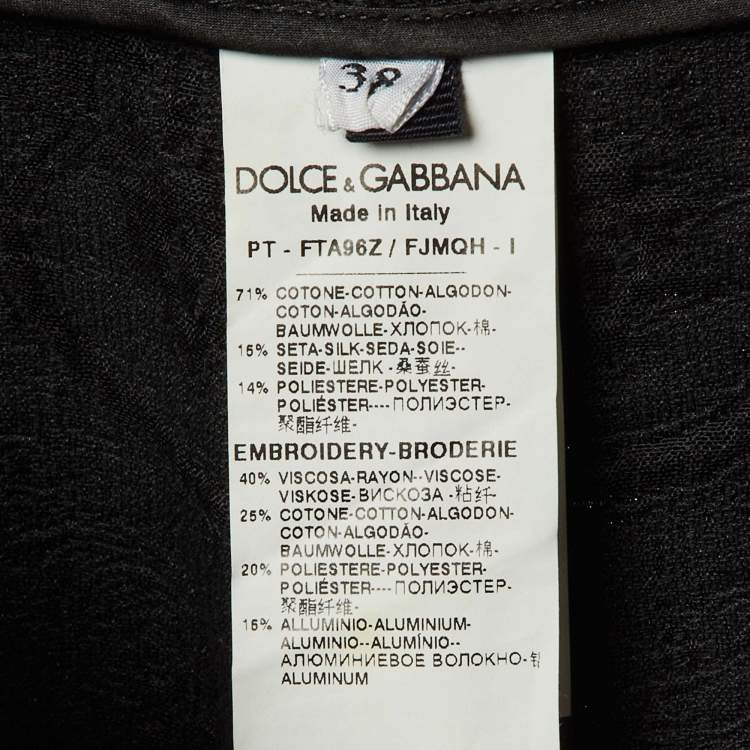 38
DOLCE & GABBANA
Made in Italy
PT - FTA96Z / FJMQH - I
71% COTONE-COTTON-ALGODON-
COTON-ALGODÃO-
BAUMWOLLE-ХЛОПОК-棉-
15% SETA-SILK-SEDA-SOIE--
SEIDE-ШЕЛК -桑蚕丝-
14% POLIESTERE-POLYESTER-
POLIÉSTER----ПОЛИЭСТЕР-
聚酯纤维-
EMBROIDERY-BRODERIE
40% VISCOSA-RAYON--VISCOSE-
VISKOSE-ВИСКОЗА -粘纤-
25% COTONE-COTTON-ALGODON-
COTON-ALGODÃO-
BAUMWOLLE-ХЛОПОК-棉-
20% POLIESTERE-POLYESTER-
POLIÉSTER----ПОЛИЭСТЕР-
聚酯纤维-
15% ALLUMINIO-ALUMINIUM-
ALUMINIO--ALUMÍNIO--
АЛЮМИНИЕВОЕ ВОЛОКНО-
ALUMINUM